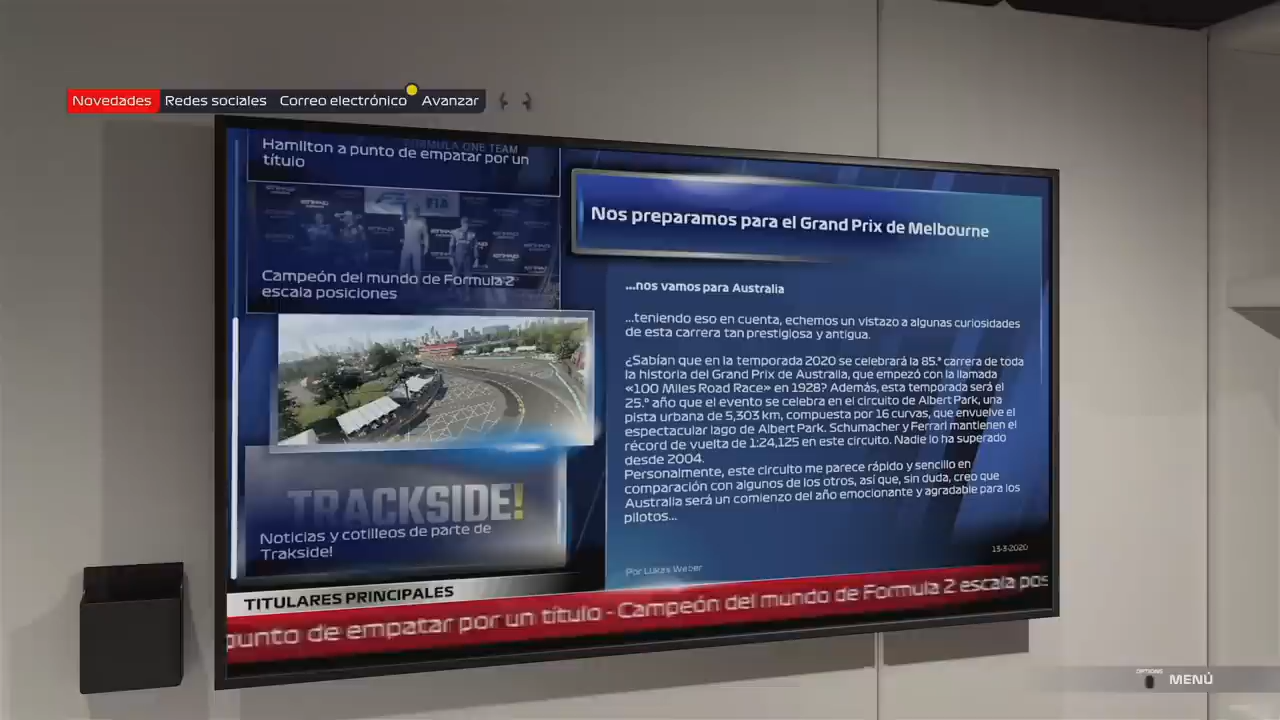 Novedades
Redes sociales
Correo electrónico
Avanzar
FORMULA ONE TEAM
Hamilton a punto de empatar por un
título
Campeón del mundo de Formula 2
escala posiciones
TRACKSIDE!
Noticias y cotilleos de parte de
Trakside!
TITULARES PRINCIPALES
Nos preparamos para el Grand Prix de Melbourne
...nos vamos para Australia
...teniendo eso en cuenta, echemos un vistazo a algunas curiosidades
de esta carrera tan prestigiosa y antigua.
¿Sabían que en la temporada 2020 se celebrará la 85.ª carrera de toda
la historia del Grand Prix de Australia, que empezó con la llamada
«100 Miles Road Race» en 1928? Además, esta temporada será el
25.º año que el evento se celebra en el circuito de Albert Park, una
pista urbana de 5,303 km, compuesta por 16 curvas, que envuelve el
espectacular lago de Albert Park. Schumacher y Ferrari mantienen el
récord de vuelta de 1:24,125 en este circuito. Nadie lo ha superado
desde 2004.
Personalmente, este circuito me parece rápido y sencillo en
comparación con algunos de los otros, así que, sin duda, creo que
Australia será un comienzo del año emocionante y agradable para los
pilotos...
13-3-2020
Por Lukas Weber
punto de empatar por un título - Campeón del mundo de Formula 2 escala pos
OPTIONS
MENÚ